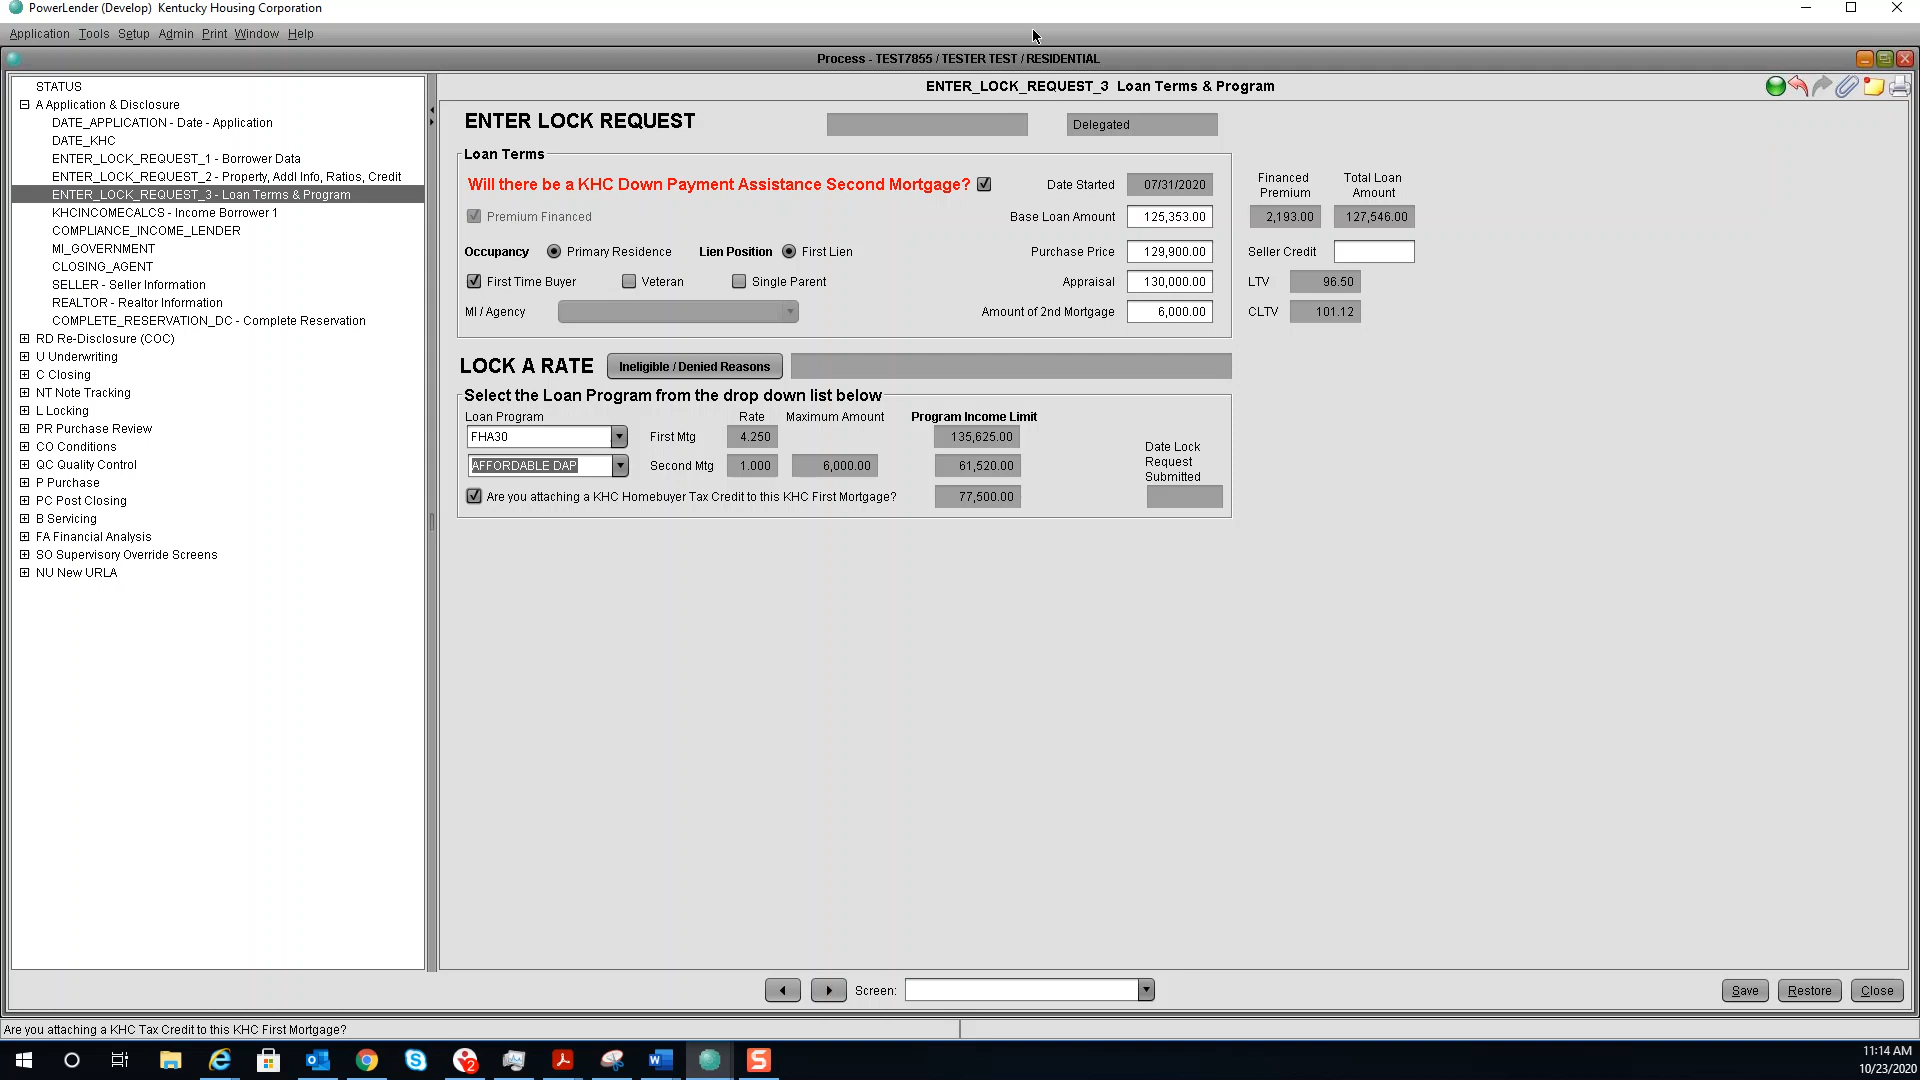 PowerLender (Develop) Kentucky Housing Corporation
Application Tools Setup Admin Print Window Help
Process - TEST7855 / TESTER TEST / RESIDENTIAL
STATUS
A Application & Disclosure
DATE_APPLICATION - Date - Application
DATE_KHC
ENTER_LOCK_REQUEST_1 - Borrower Data
ENTER_LOCK_REQUEST_2 - Property, Addl Info, Ratios, Credit
ENTER_LOCK_REQUEST_3 - Loan Terms & Program
KHCINCOMECALCS - Income Borrower 1
COMPLIANCE_INCOME_LENDER
MI_GOVERNMENT
CLOSING_AGENT
SELLER - Seller Information
REALTOR - Realtor Information
COMPLETE_RESERVATION_DC - Complete Reservation
RD Re-Disclosure (COC)
U Underwriting
C Closing
NT Note Tracking
L Locking
PR Purchase Review
CO Conditions
QC Quality Control
P Purchase
PC Post Closing
B Servicing
FA Financial Analysis
SO Supervisory Override Screens
NU New URLA
ENTER_LOCK_REQUEST_3 Loan Terms & Program
ENTER LOCK REQUEST Delegated
Loan Terms
Will there be a KHC Down Payment Assistance Second Mortgage? Date Started 07/31/2020 Financed Premium Total Loan Amount
Premium Financed Base Loan Amount 125,353.00 2,193.00 127,546.00
Occupancy Primary Residence Lien Position First Lien Purchase Price 129,900.00 Seller Credit
First Time Buyer Veteran Single Parent Appraisal 130,000.00 LTV 96.50
MI / Agency Amount of 2nd Mortgage 6,000.00 CLTV 101.12
LOCK A RATE Ineligible / Denied Reasons
Select the Loan Program from the drop down list below
Loan Program Rate Maximum Amount Program Income Limit
FHA30 First Mtg 4.250 135,625.00
AFFORDABLE DAP Second Mtg 1.000 6,000.00 61,520.00
Date Lock
Request
Submitted
Are you attaching a KHC Homebuyer Tax Credit to this KHC First Mortgage? 77,500.00
Screen:
Save Restore Close
Are you attaching a KHC Tax Credit to this KHC First Mortgage?
11:14 AM
10/23/2020